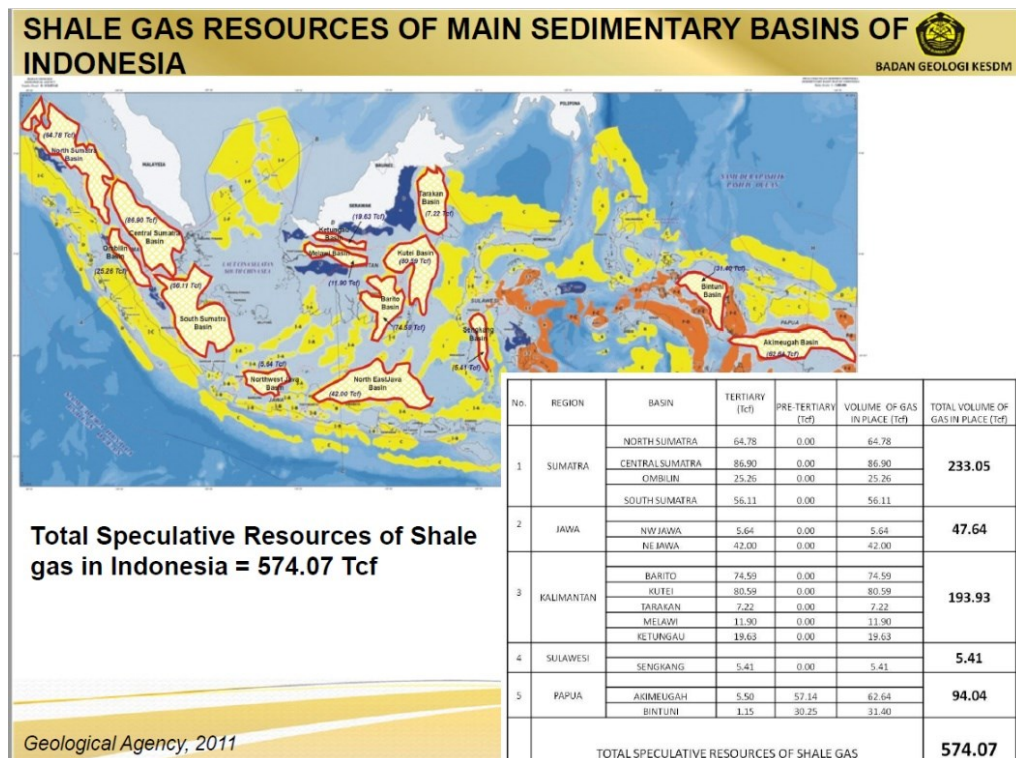 SHALE GAS RESOURCES OF MAIN SEDIMENTARY BASINS OF
INDONESIA
BADAN GEOLOGI KESDM
(64.78 Tcf)
North Sumatra
Basin
MALAYSIA
(86.90 Tcf)
Central Sumatra
Basin
Ombilin
Basin
(25.26 Tcf)
(56.11 Tcf)
South Sumatra
Basin
Tarakan
Basin
(7.22 Tcf)
(19.63 Tcf)
Basin
Melawi Basin
(11.90 Tcf)
Kutei Basin
(80.59 Tcf)
Barito
Basin
(74.59 Tcf)
SULAWESI
Sengkang
Basin
(5.41 Tcf)
(5.64 Tcf)
Northwest Java
Basin
North EastJava
Basin
(42.00 Tcf)
(31.40 Tcf)
Bintuni
Basin
PAPUA
Akimeugah Basin
(62.64 Tcf)
No. REGION BASIN TERTIARY (Tcf) PRE-TERTIARY (Tcf) VOLUME OF GAS IN PLACE (Tcf) TOTAL VOLUME OF GAS IN PLACE (Tcf)
1 SUMATRA 233.05
NORTH SUMATRA 64.78 0.00 64.78
CENTRAL SUMATRA 86.90 0.00 86.90
OMBILIN 25.26 0.00 25.26
SOUTH SUMATRA 56.11 0.00 56.11
2 JAWA 47.64
NW JAWA 5.64 0.00 5.64
NE JAWA 42.00 0.00 42.00
3 KALIMANTAN 193.93
BARITO 74.59 0.00 74.59
KUTEI 80.59 0.00 80.59
TARAKAN 7.22 0.00 7.22
MELAWI 11.90 0.00 11.90
KETUNGAU 19.63 0.00 19.63
4 SULAWESI 5.41
SENGKANG 5.41 0.00 5.41
5 PAPUA 94.04
AKIMEUGAH 5.50 57.14 62.64
BINTUNI 1.15 30.25 31.40
TOTAL SPECULATIVE RESOURCES OF SHALE GAS 574.07
Total Speculative Resources of Shale
gas in Indonesia = 574.07 Tcf
Geological Agency, 2011